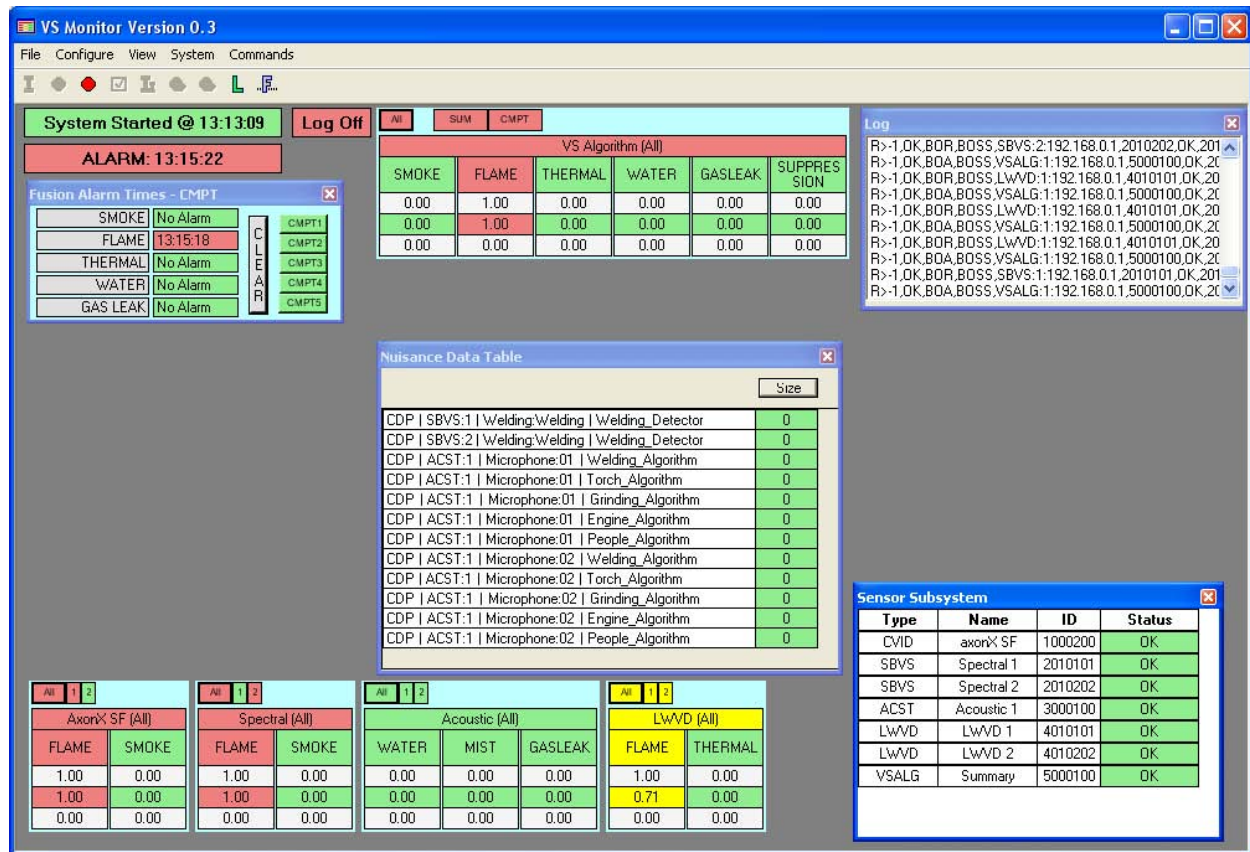 VS Monitor Version 0.3
File Configure View System Commands
System Started @ 13:13:09
Log Off
ALARM: 13:15:22
Fusion Alarm Times - CMPT
SMOKE No Alarm
FLAME 13:15:18
THERMAL No Alarm
WATER No Alarm
GAS LEAK No Alarm
CLEAR
CMPT1
CMPT2
CMPT3
CMPT4
CMPT5
All SUM CMPT
VS Algorithm (All)
SMOKE FLAME THERMAL WATER GASLEAK SUPPRES
SION
0.00 1.00 0.00 0.00 0.00 0.00
0.00 1.00 0.00 0.00 0.00 0.00
0.00 0.00 0.00 0.00 0.00 0.00
Log
R>-1,OK,BOR,BOSS,SBVS:2:192.168.0.1,2010202,OK,201
R>-1,OK,BOA,BOSS,VSALG:1:192.168.0.1,5000100,OK,20
R>-1,OK,BOR,BOSS,LWVD:1:192.168.0.1,4010101,OK,20
R>-1,OK,BOA,BOSS,VSALG:1:192.168.0.1,5000100,OK,20
R>-1,OK,BOR,BOSS,LWVD:1:192.168.0.1,4010101,OK,20
R>-1,OK,BOA,BOSS,VSALG:1:192.168.0.1,5000100,OK,20
R>-1,OK,BOR,BOSS,LWVD:1:192.168.0.1,4010101,OK,20
R>-1,OK,BOA,BOSS,VSALG:1:192.168.0.1,5000100,OK,20
R>-1,OK,BOR,BOSS,SBVS:1:192.168.0.1,2010101,OK,201
R>-1,OK,BOA,BOSS,VSALG:1:192.168.0.1,5000100,OK,20
Nuisance Data Table
Size
CDP | SBVS:1 | Welding:Welding | Welding_Detector 0
CDP | SBVS:2 | Welding:Welding | Welding_Detector 0
CDP | ACST:1 | Microphone:01 | Welding_Algorithm 0
CDP | ACST:1 | Microphone:01 | Torch_Algorithm 0
CDP | ACST:1 | Microphone:01 | Grinding_Algorithm 0
CDP | ACST:1 | Microphone:01 | Engine_Algorithm 0
CDP | ACST:1 | Microphone:01 | People_Algorithm 0
CDP | ACST:1 | Microphone:02 | Welding_Algorithm 0
CDP | ACST:1 | Microphone:02 | Torch_Algorithm 0
CDP | ACST:1 | Microphone:02 | Grinding_Algorithm 0
CDP | ACST:1 | Microphone:02 | Engine_Algorithm 0
CDP | ACST:1 | Microphone:02 | People_Algorithm 0
Sensor Subsystem
Type Name ID Status
CVID axonX SF 1000200 OK
SBVS Spectral 1 2010101 OK
SBVS Spectral 2 2010202 OK
ACST Acoustic 1 3000100 OK
LWVD LWVD 1 4010101 OK
LWVD LWVD 2 4010202 OK
VSALG Summary 5000100 OK
All 1 2
AxonX SF (All)
FLAME SMOKE
1.00 0.00
1.00 0.00
0.00 0.00
All 1 2
Spectral (All)
FLAME SMOKE
1.00 0.00
1.00 0.00
0.00 0.00
All 1 2
Acoustic (All)
WATER MIST GASLEAK
0.00 0.00 0.00
0.00 0.00 0.00
0.00 0.00 0.00
All 1 2
LWVD (All)
FLAME THERMAL
1.00 0.00
0.71 0.00
0.00 0.00